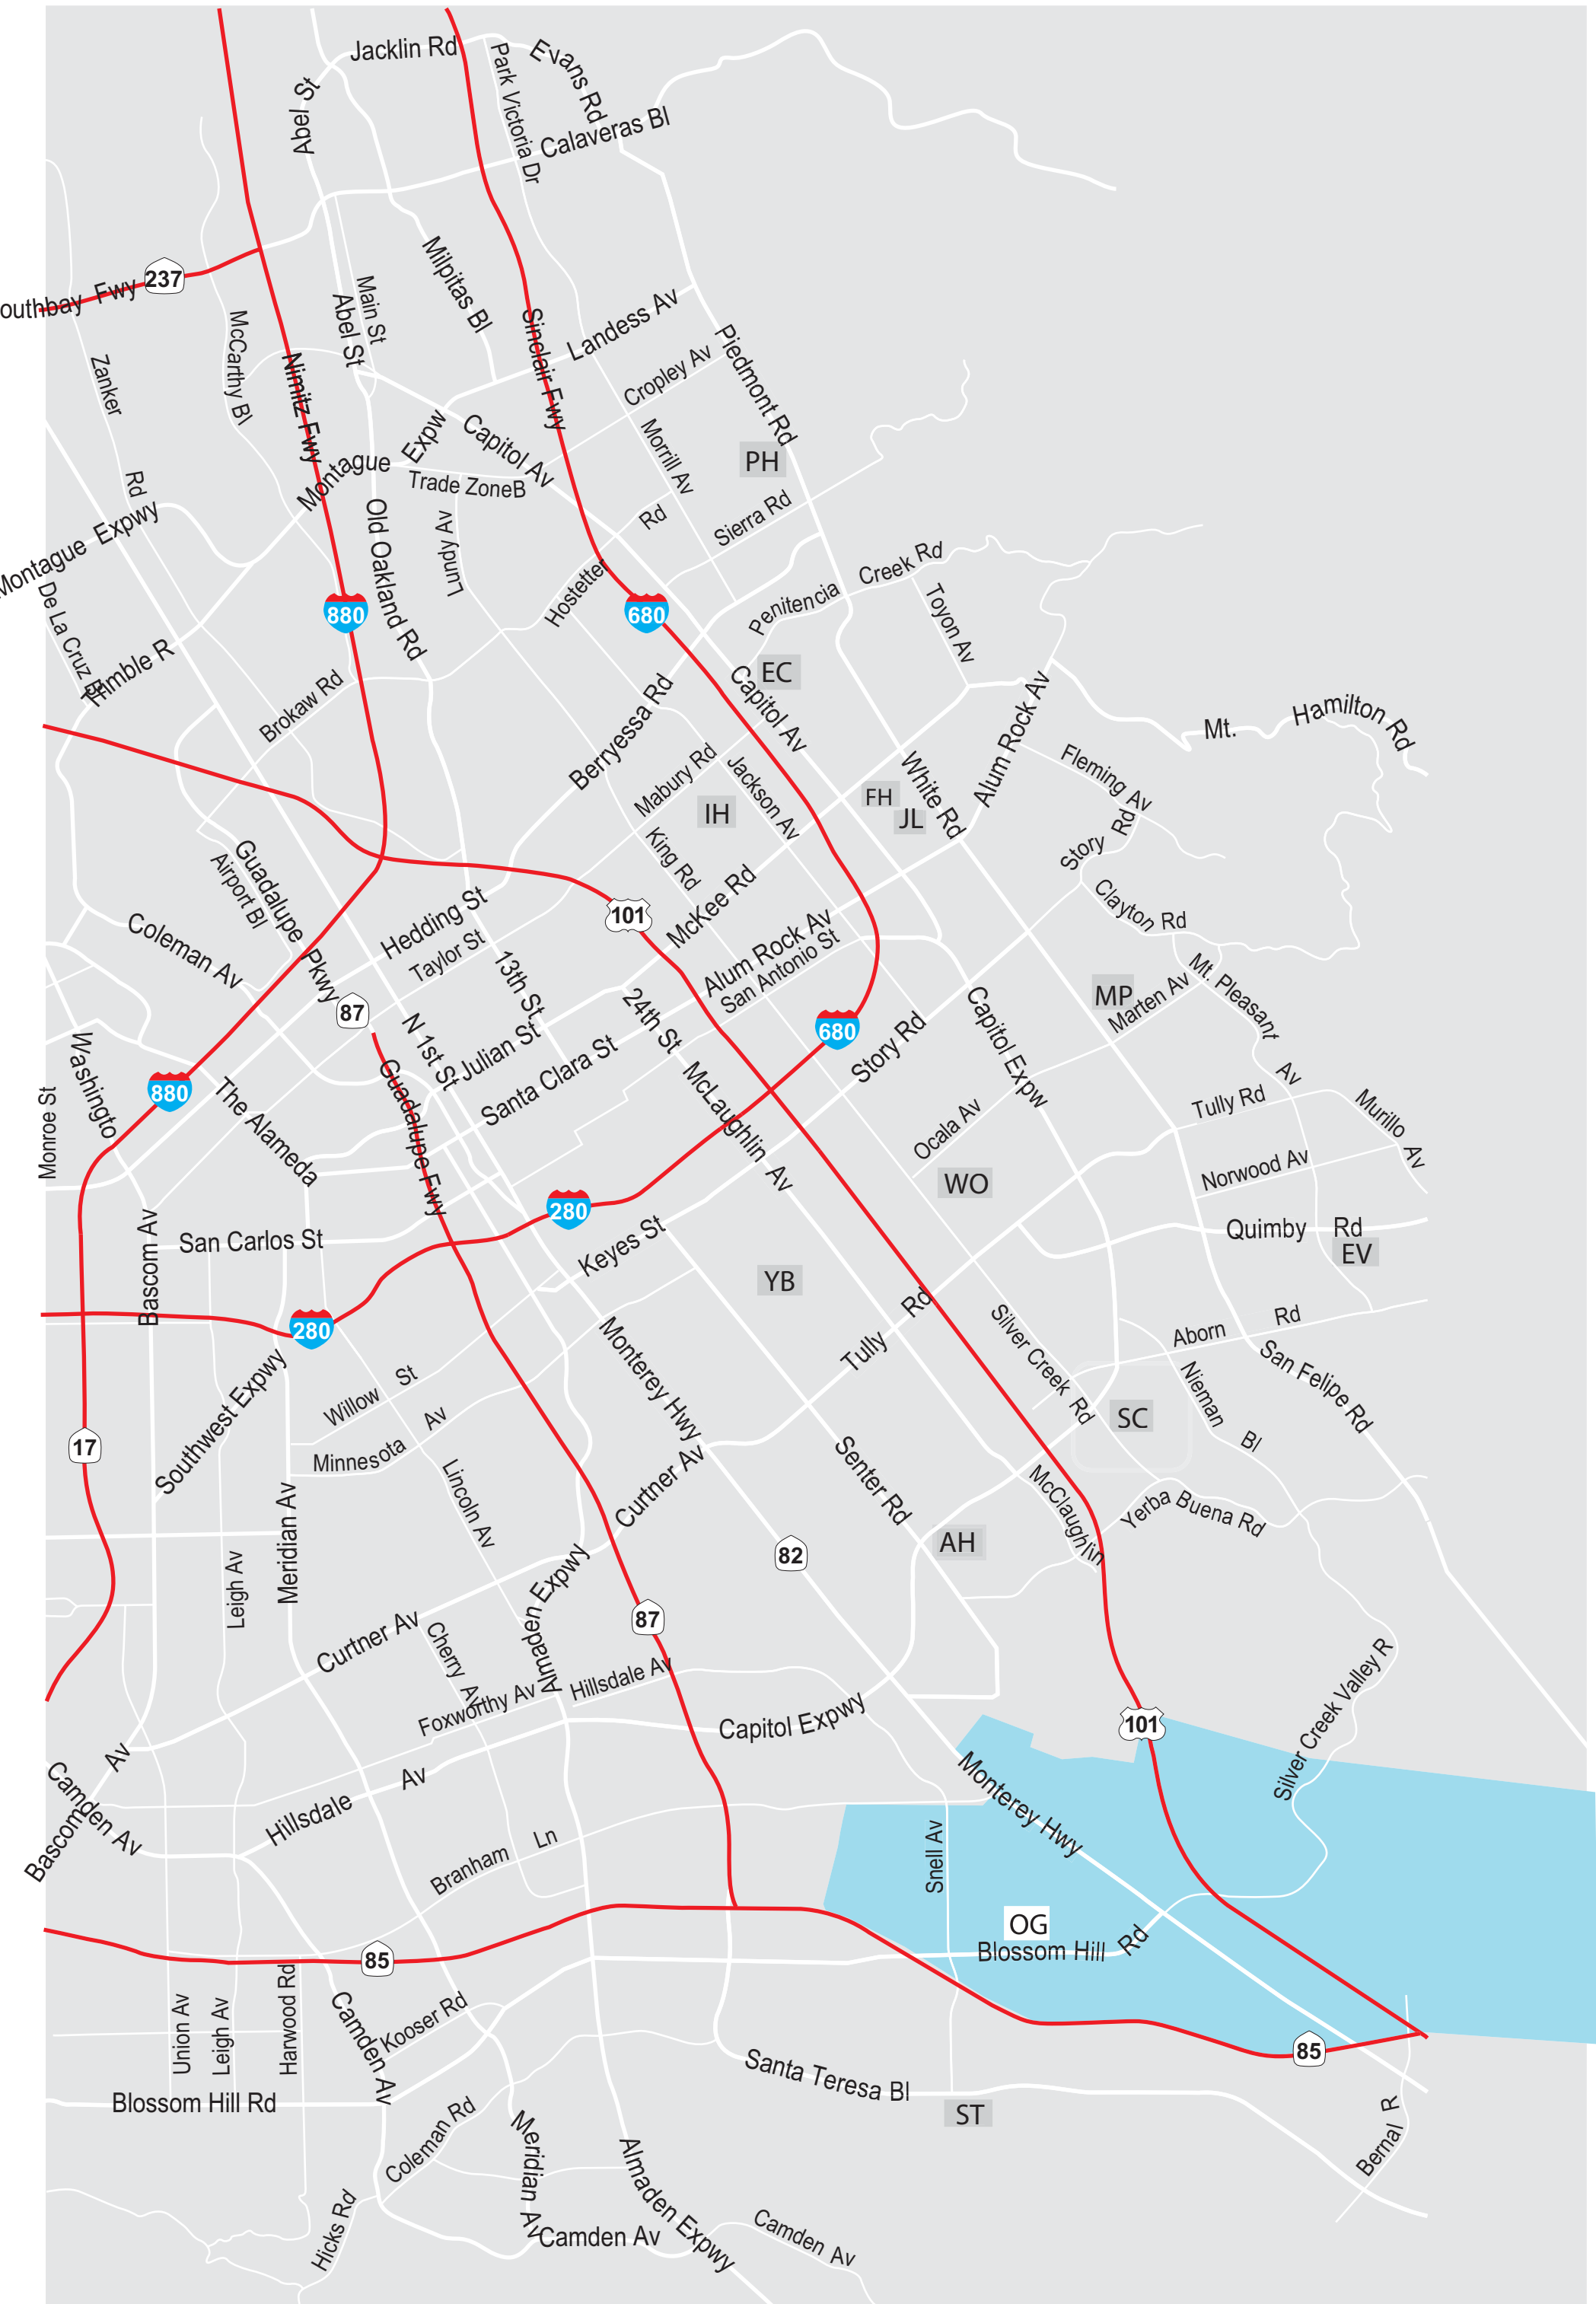 Jacklin Rd
Evans Rd
Park Victoria Dr
Abel St
Calaveras Bl
237
outhbay Fwy
Milpitas Bl
Main St
Abel St
McCarthy Bl
Zanker
Rd
Nimitz Fwy
Sinclair Fwy
Landess Av
Cropley Av
Piedmont Rd
Montague
Expw
Capitol Av
Morrill Av
PH
Trade ZoneB
Lundy Av
Old Oakland Rd
Rd
Hostetter
Sierra Rd
Montague Expwy
De La Cruz B
Trimble R
880
680
Penitencia
Creek Rd
Toyon Av
EC
Capitol Av
Brokaw Rd
Berryessa Rd
Mabury Rd
Jackson Av
IH
FH
JL
White Rd
Alum Rock Av
Mt.
Hamilton Rd
Fleming Av
Story
Rd
Clayton Rd
King Rd
McKee Rd
Guadalupe Pkwy
Airport Bl
Coleman Av
Hedding St
Taylor St
101
Alum Rock Av
San Antonio St
13th St
24th St
87
N 1st St
Julian St
Santa Clara St
680
Story Rd
Capitol Expw
MP
Marten Av
Mt. Pleasant
Av
Washingto
Monroe St
880
The Alameda
Guadalupe Fwy
McLaughlin Av
Ocala Av
WO
Tully Rd
Murillo
Av
Norwood Av
Quimby Rd
EV
Bascom Av
San Carlos St
280
Keyes St
YB
280
Tully
Rd
Silver Creek Rd
Aborn
Rd
Nieman
Bl
San Felipe Rd
SC
Southwest Expwy
Willow St
Minnesota
Av
Monterey Hwy
17
Meridian Av
Lincoln Av
Curtner Av
Senter Rd
McClaughlin
Yerba Buena Rd
82
AH
Leigh Av
Almaden Expwy
87
Curtner Av
Cherry Av
Foxworthy Av
Hillsdale Av
Capitol Expwy
101
Silver Creek Valley R
Camden Av
Bascom
Av
Hillsdale
Av
Branham
Ln
Monterey Hwy
Snell Av
OG
Blossom Hill
Rd
85
Union Av
Leigh Av
Harwood Rd
Camden Av
Kooser Rd
85
Santa Teresa Bl
ST
Bernal R
Blossom Hill Rd
Coleman Rd
Meridian Av
Almaden Expwy
Hicks Rd
Camden Av
Camden Av